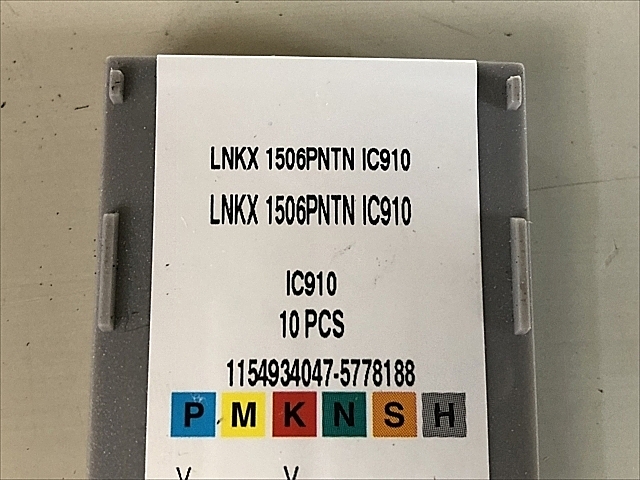 LNKX 1506PNTN IC910
LNKX 1506PNTN IC910
IC910
10 PCS
1154934047-5778188
P M K N S H
V V